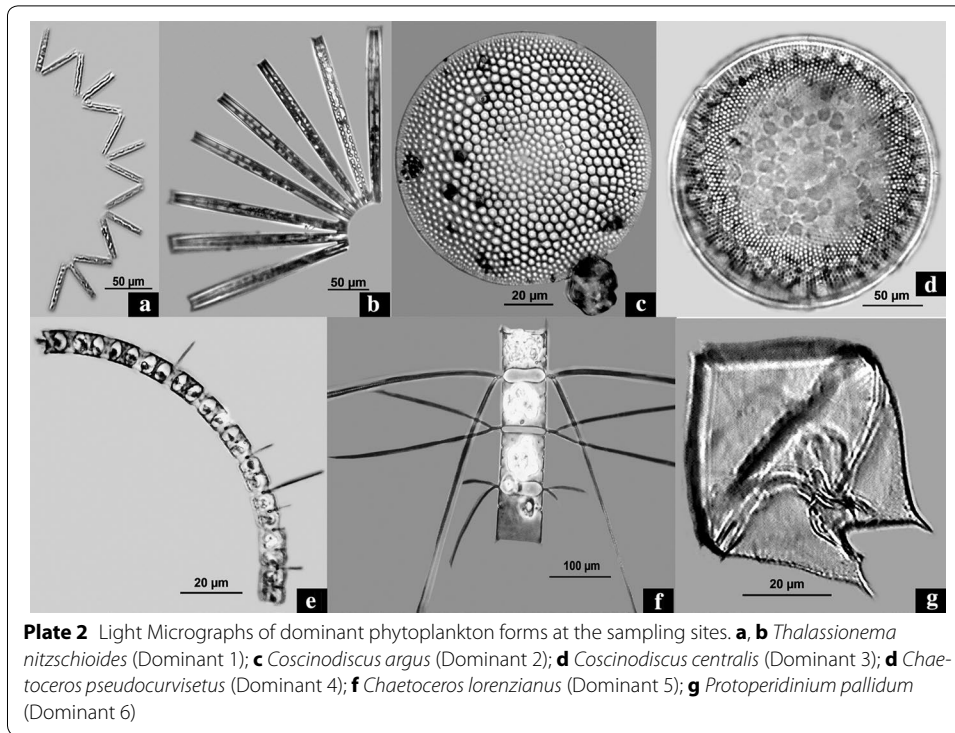 50 µm
a
50 µm
b
20 µm
c
50 µm
d
20 µm
e
100 µm
f
20 µm
g
Plate 2 Light Micrographs of dominant phytoplankton forms at the sampling sites. a, b Thalassionema
nitzschioides (Dominant 1); c Coscinodiscus argus (Dominant 2); d Coscinodiscus centralis (Dominant 3); d Chae-
toceros pseudocurvisetus (Dominant 4); f Chaetoceros lorenzianus (Dominant 5); g Protoperidinium pallidum
(Dominant 6)